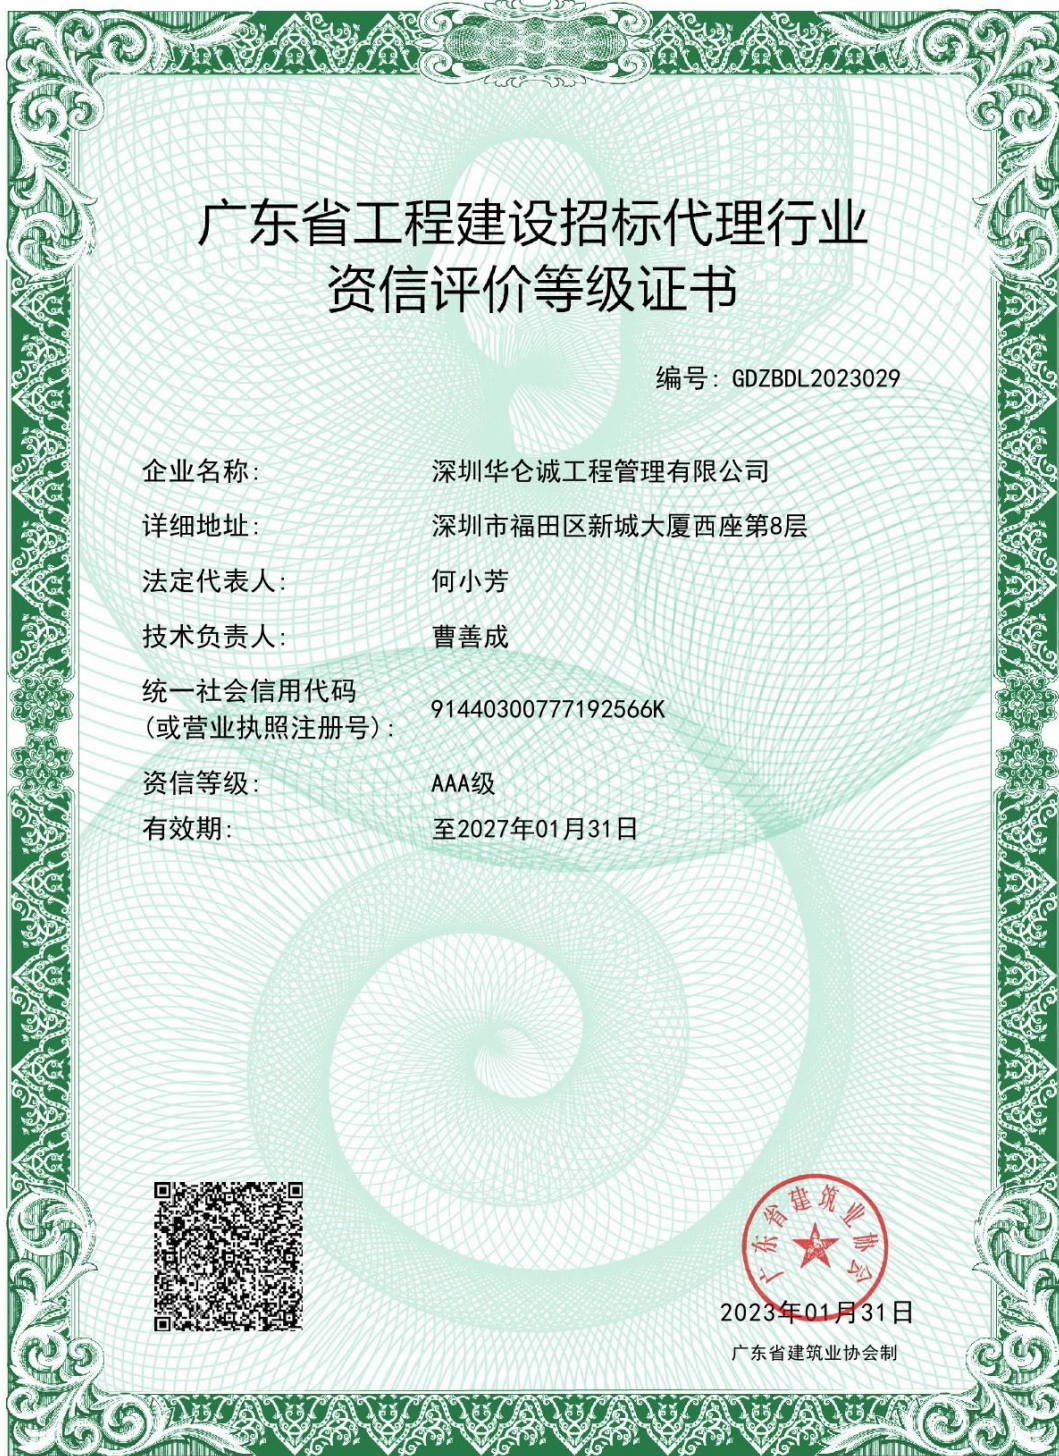 广东省工程建设招标代理行业
资信评价等级证书
编号：GDZBDL2023029
企业名称： 深圳华仑诚工程管理有限公司
详细地址： 深圳市福田区新城大厦西座第8层
法定代表人： 何小芳
技术负责人： 曹善成
统一社会信用代码
(或营业执照注册号)： 91440300777192566K
资信等级： AAA级
有效期： 至2027年01月31日
广东省建筑业协会
2023年01月31日
广东省建筑业协会制